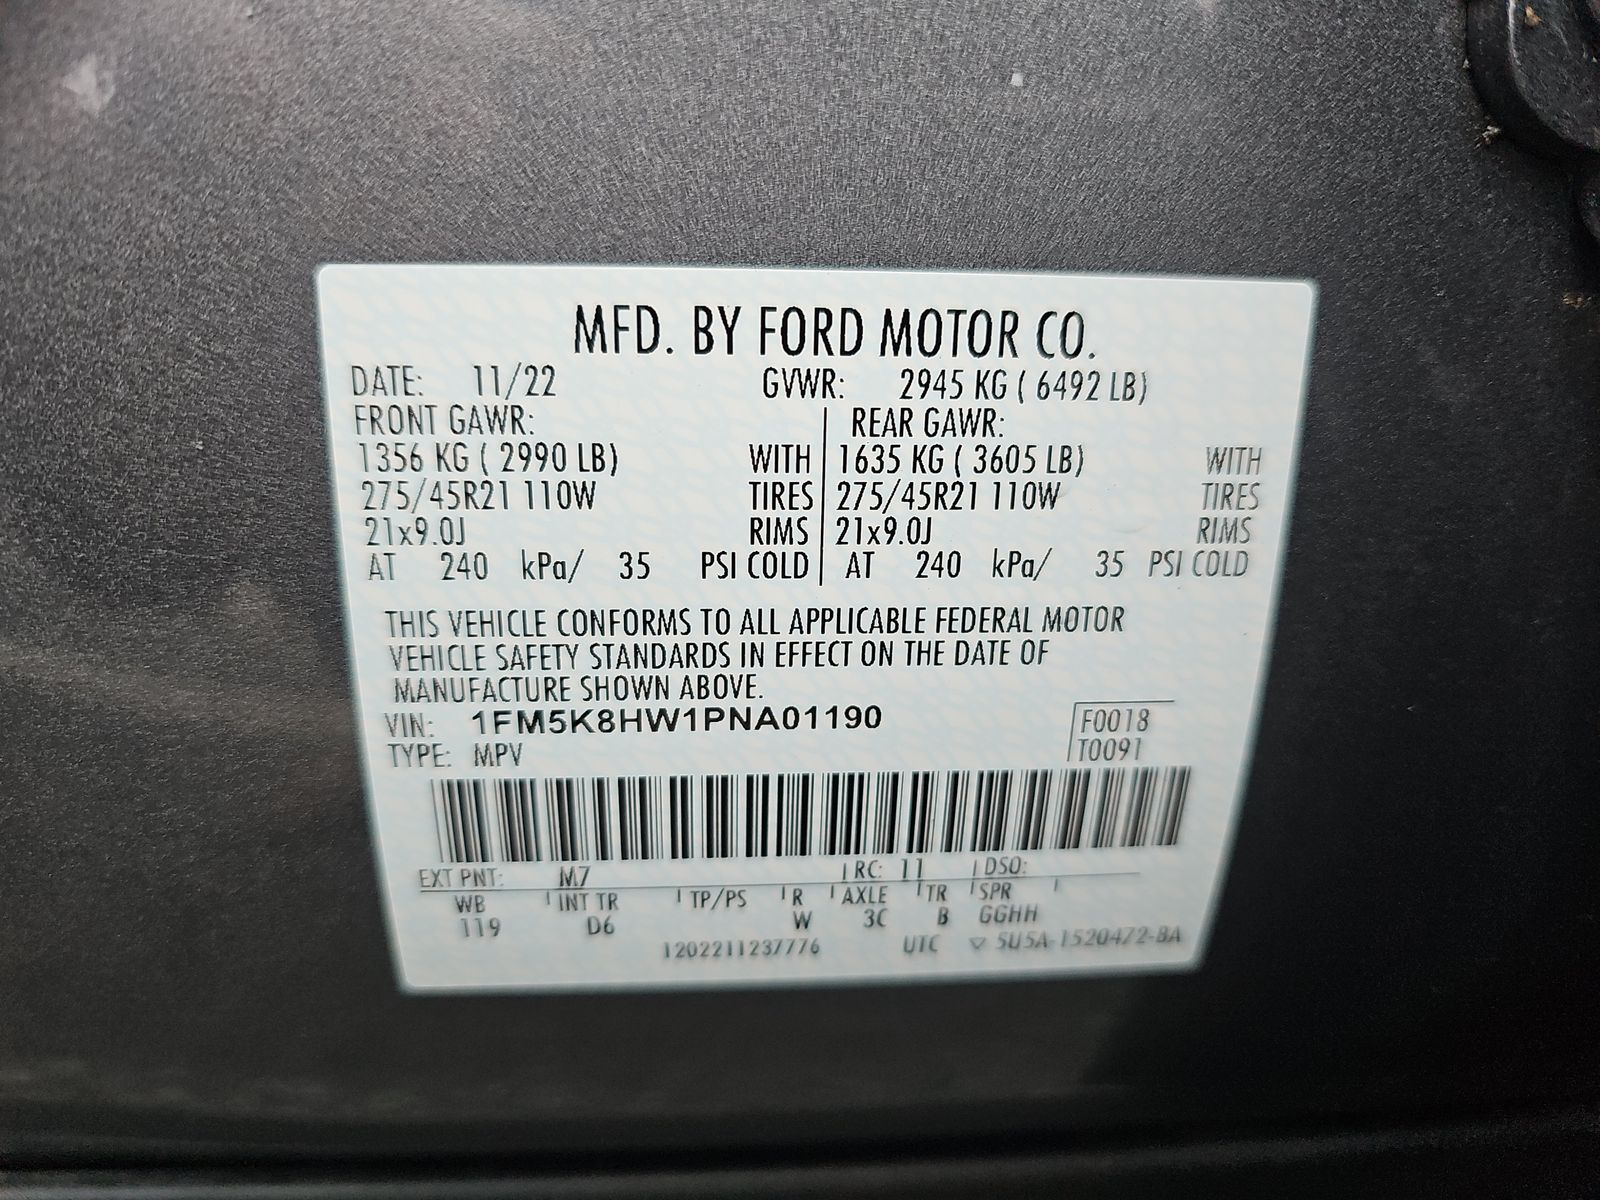 MFD. BY FORD MOTOR CO.
DATE: 11/22 GVWR: 2945 KG ( 6492 LB)
FRONT GAWR: REAR GAWR:
1356 KG ( 2990 LB) WITH 1635 KG ( 3605 LB) WITH
275/45R21 110W TIRES 275/45R21 110W TIRES
21x9.0J RIMS 21x9.0J RIMS
AT 240 kPa/ 35 PSI COLD AT 240 kPa/ 35 PSI COLD
THIS VEHICLE CONFORMS TO ALL APPLICABLE FEDERAL MOTOR
VEHICLE SAFETY STANDARDS IN EFFECT ON THE DATE OF
MANUFACTURE SHOWN ABOVE.
VIN: 1FM5K8HW1PNA01190 F0018
TYPE: MPV T0091
EXT PNT: M7 RC: 11 DSO:
WB INT TR TP/PS R AXLE TR SPR
119 D6 W 3C B GGHH
1202211237776 UTC ▽ 5U5A-1520472-BA